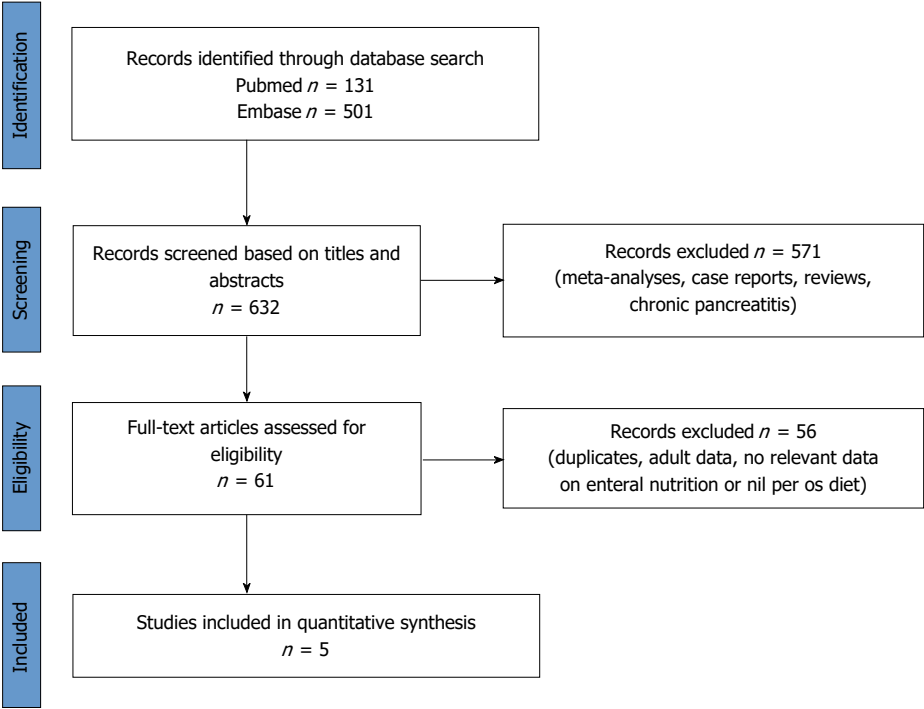 Identification
Records identified through database search
Pubmed n = 131
Embase n = 501
Screening
Records screened based on titles and
abstracts
n = 632
Records excluded n = 571
(meta-analyses, case reports, reviews,
chronic pancreatitis)
Eligibility
Full-text articles assessed for
eligibility
n = 61
Records excluded n = 56
(duplicates, adult data, no relevant data
on enteral nutrition or nil per os diet)
Included
Studies included in quantitative synthesis
n = 5